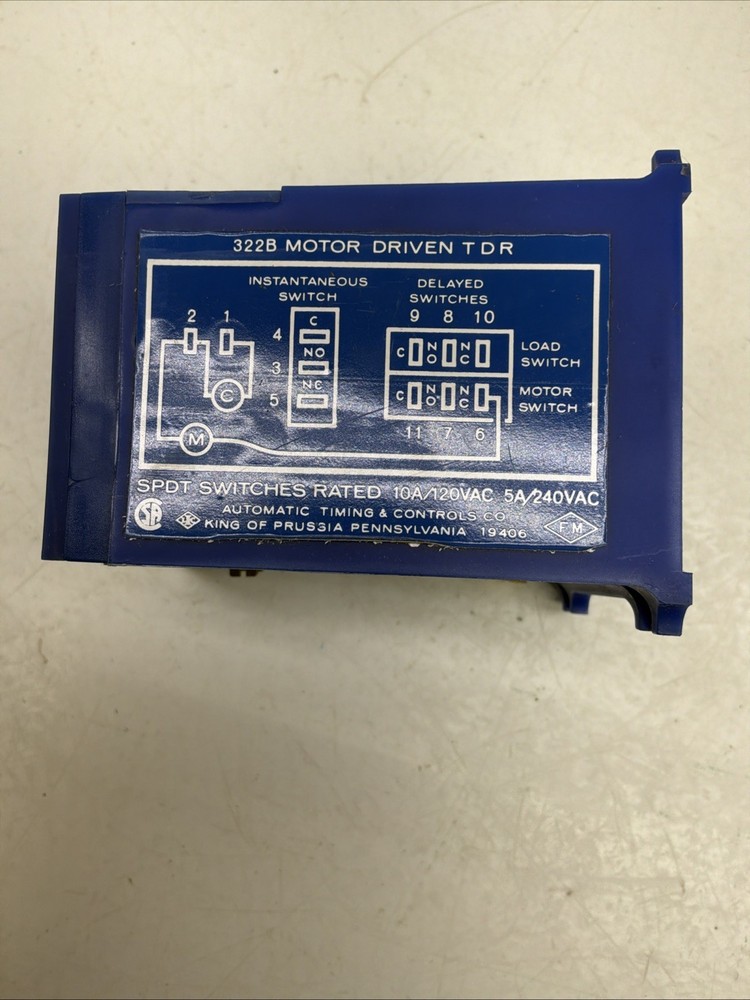 322B MOTOR DRIVEN TDR
INSTANTANEOUS
SWITCH
DELAYED
SWITCHES
2 1
9 8 10
C
4
NO
3
NC
5
C
M
C NO NC
LOAD
SWITCH
C NO NC
MOTOR
SWITCH
11 7 6
SPDT SWITCHES RATED 10A/120VAC 5A/240VAC
AUTOMATIC TIMING & CONTROLS CO
KING OF PRUSSIA PENNSYLVANIA 19406
SA
FM